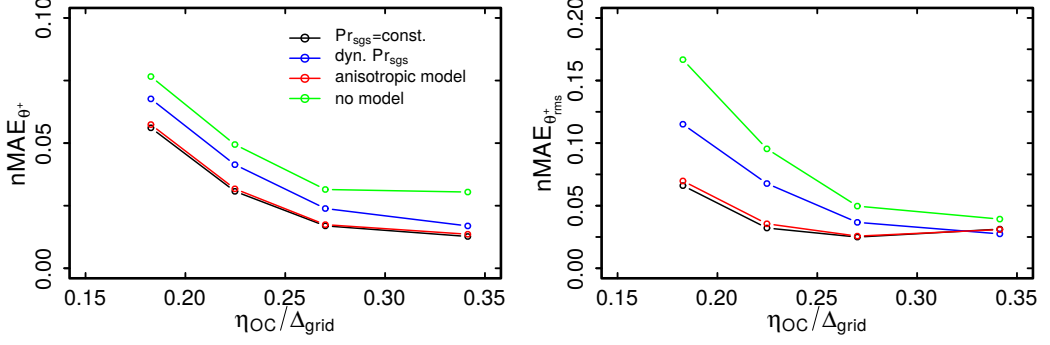 0.10
0.05
0.00
nMAE_θ⁺
Pr_sgs=const.
dyn. Pr_sgs
anisotropic model
no model
0.15 0.20 0.25 0.30 0.35
η_OC/Δ_grid
0.20
0.15
0.10
0.05
0.00
nMAE_θ⁺_rms
0.15 0.20 0.25 0.30 0.35
η_OC/Δ_grid